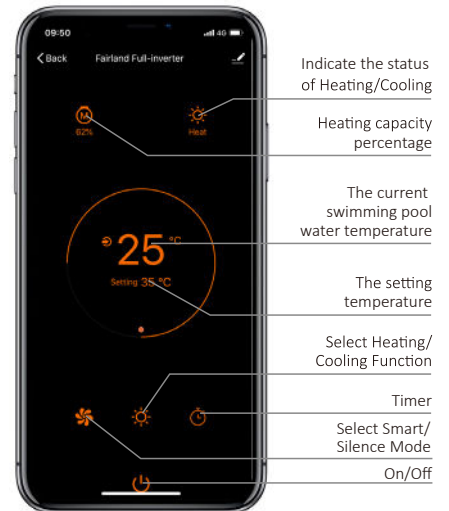 09:50
4G
Back
Fairland Full-inverter
M
62%
Heat
25 °C
Setting 35 °C
Indicate the status
of Heating/Cooling
Heating capacity
percentage
The current
swimming pool
water temperature
The setting
temperature
Select Heating/
Cooling Function
Timer
Select Smart/
Silence Mode
On/Off